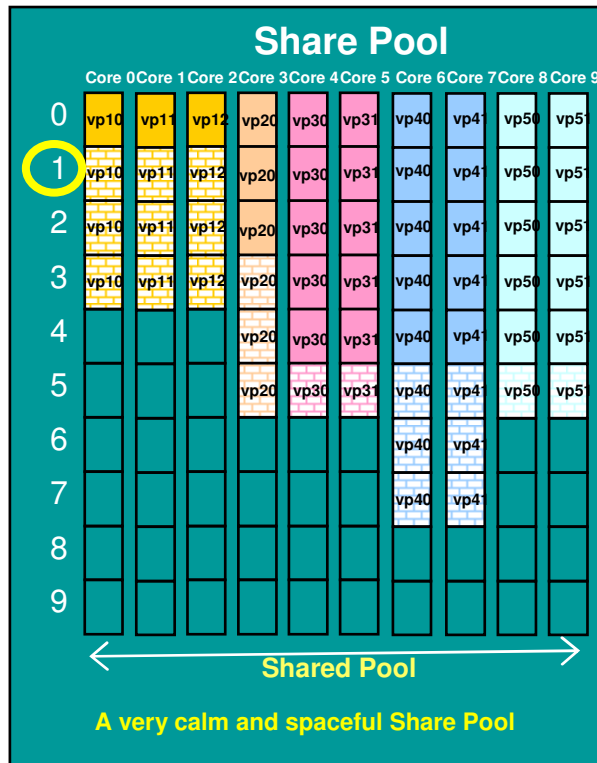 Share Pool
Core 0 Core 1 Core 2 Core 3 Core 4 Core 5 Core 6 Core 7 Core 8 Core 9
0 vp10 vp11 vp12 vp20 vp30 vp31 vp40 vp41 vp50 vp51
1 vp10 vp11 vp12 vp20 vp30 vp31 vp40 vp41 vp50 vp51
2 vp10 vp11 vp12 vp20 vp30 vp31 vp40 vp41 vp50 vp51
3 vp10 vp11 vp12 vp20 vp30 vp31 vp40 vp41 vp50 vp51
4 vp20 vp30 vp31 vp40 vp41 vp50 vp51
5 vp20 vp30 vp31 vp40 vp41 vp50 vp51
6 vp40 vp41
7 vp40 vp41
8
9
Shared Pool
A very calm and spaceful Share Pool